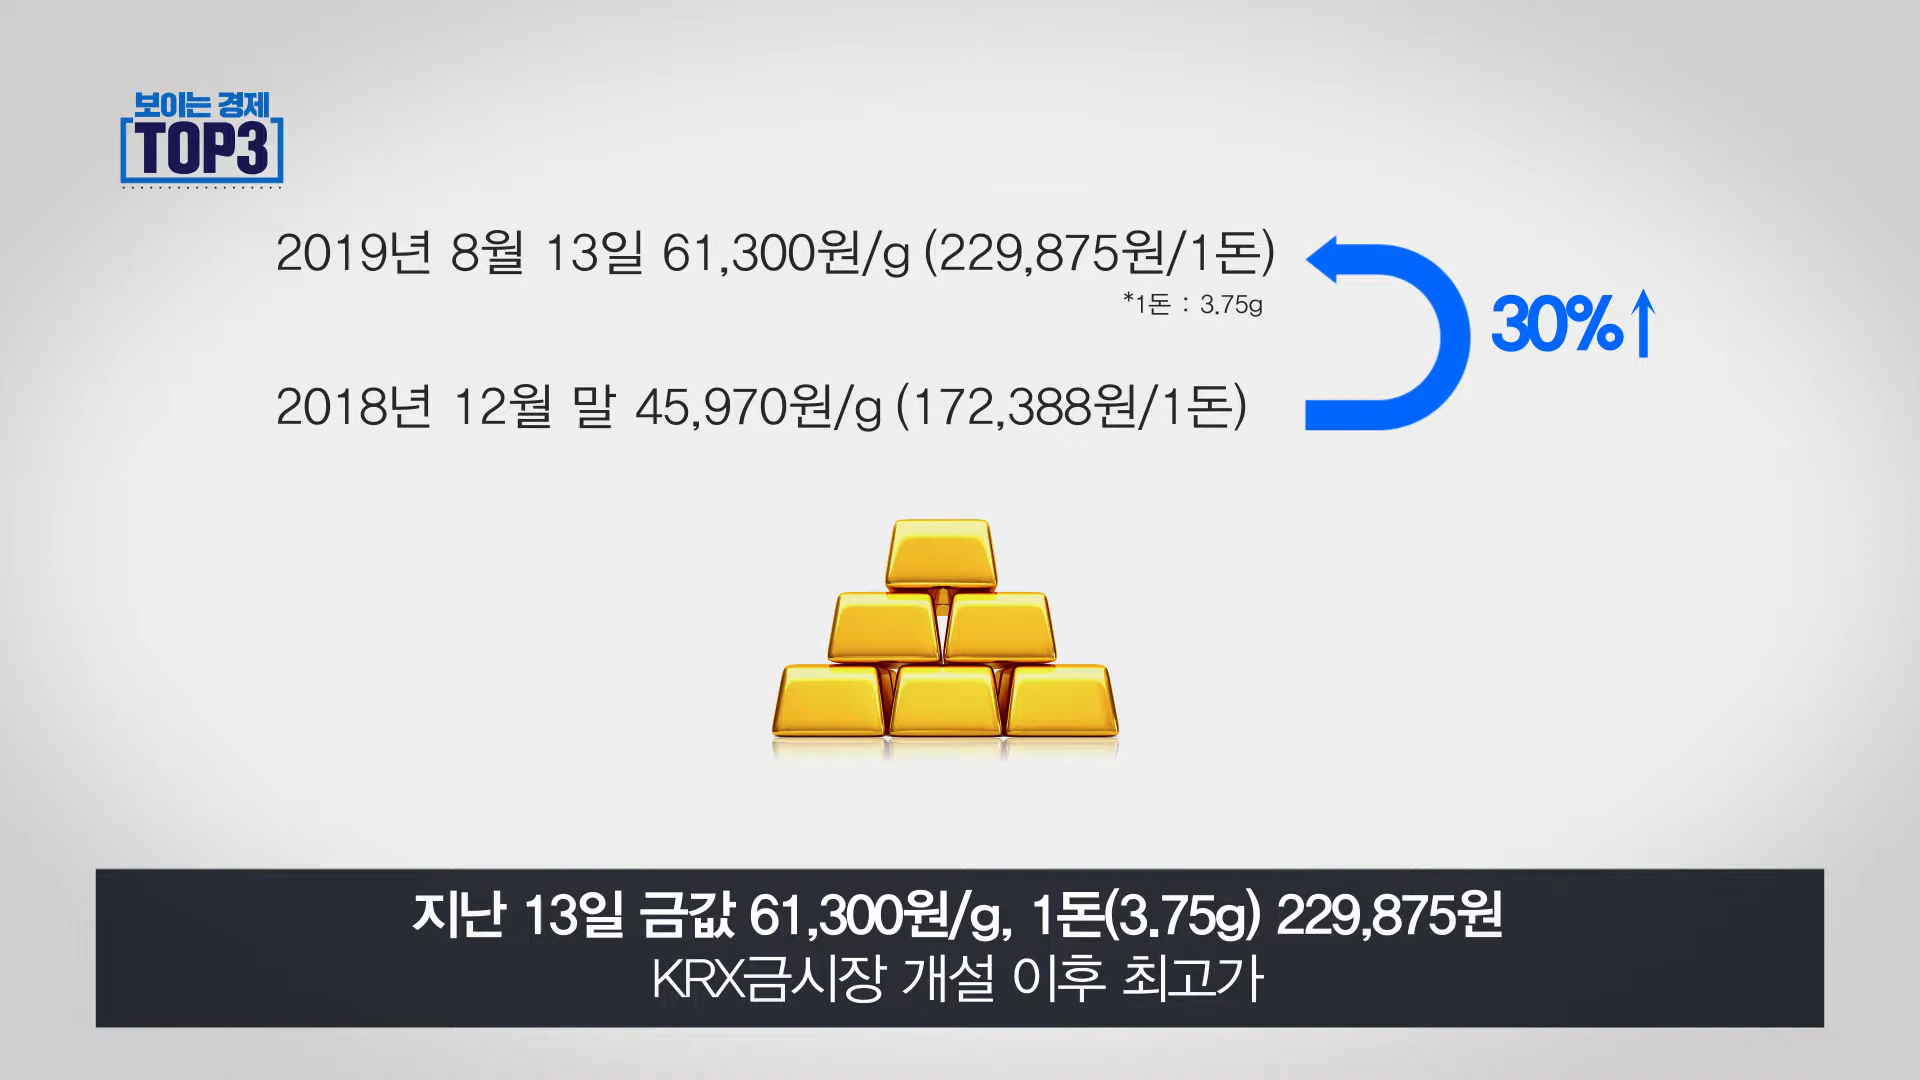 보이는 경제
TOP3
2019년 8월 13일 61,300원/g (229,875원/1돈)
*1돈 : 3.75g
30%↑
2018년 12월 말 45,970원/g (172,388원/1돈)
지난 13일 금값 61,300원/g, 1돈(3.75g) 229,875원
KRX금시장 개설 이후 최고가